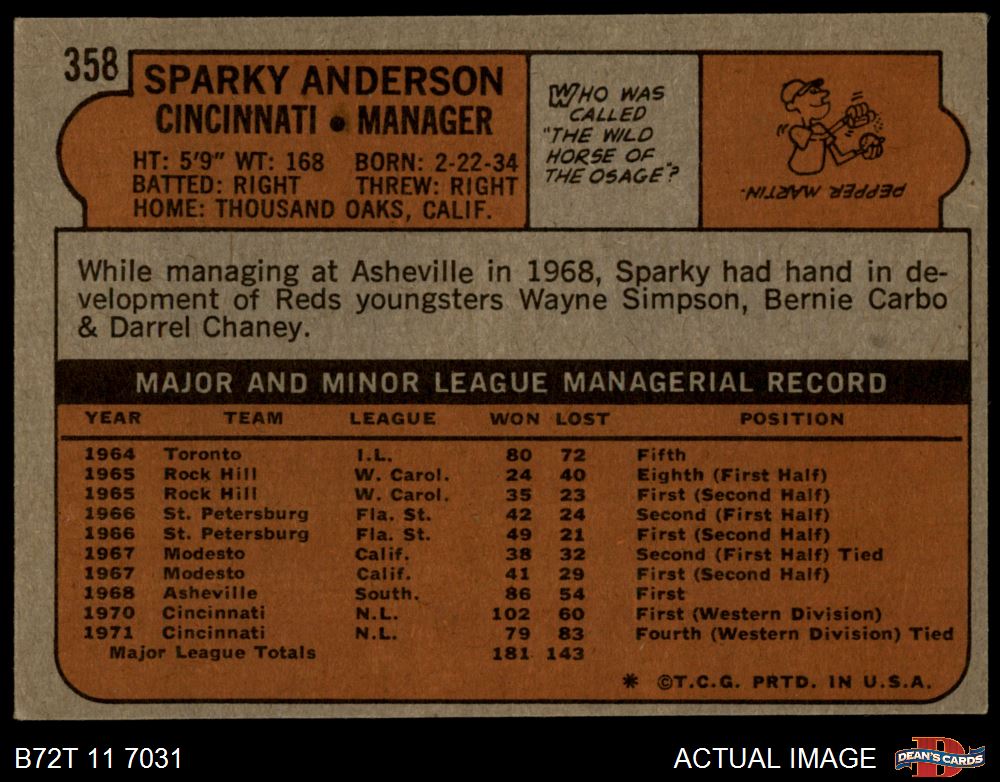 358
SPARKY ANDERSON
CINCINNATI • MANAGER
HT: 5'9" WT: 168 BORN: 2-22-34
BATTED: RIGHT THREW: RIGHT
HOME: THOUSAND OAKS, CALIF.
WHO WAS
CALLED
"THE WILD
HORSE OF
THE OSAGE"?
PEPPER MARTIN.
While managing at Asheville in 1968, Sparky had hand in de-
velopment of Reds youngsters Wayne Simpson, Bernie Carbo
& Darrel Chaney.
MAJOR AND MINOR LEAGUE MANAGERIAL RECORD
YEAR TEAM LEAGUE WON LOST POSITION
1964 Toronto I.L. 80 72 Fifth
1965 Rock Hill W. Carol. 24 40 Eighth (First Half)
1965 Rock Hill W. Carol. 35 23 First (Second Half)
1966 St. Petersburg Fla. St. 42 24 Second (First Half)
1966 St. Petersburg Fla. St. 49 21 First (Second Half)
1967 Modesto Calif. 38 32 Second (First Half) Tied
1967 Modesto Calif. 41 29 First (Second Half)
1968 Asheville South. 86 54 First
1970 Cincinnati N.L. 102 60 First (Western Division)
1971 Cincinnati N.L. 79 83 Fourth (Western Division) Tied
Major League Totals 181 143
* ©T.C.G. PRTD. IN U.S.A.
B72T 11 7031
ACTUAL IMAGE
D
DEAN'S CARDS